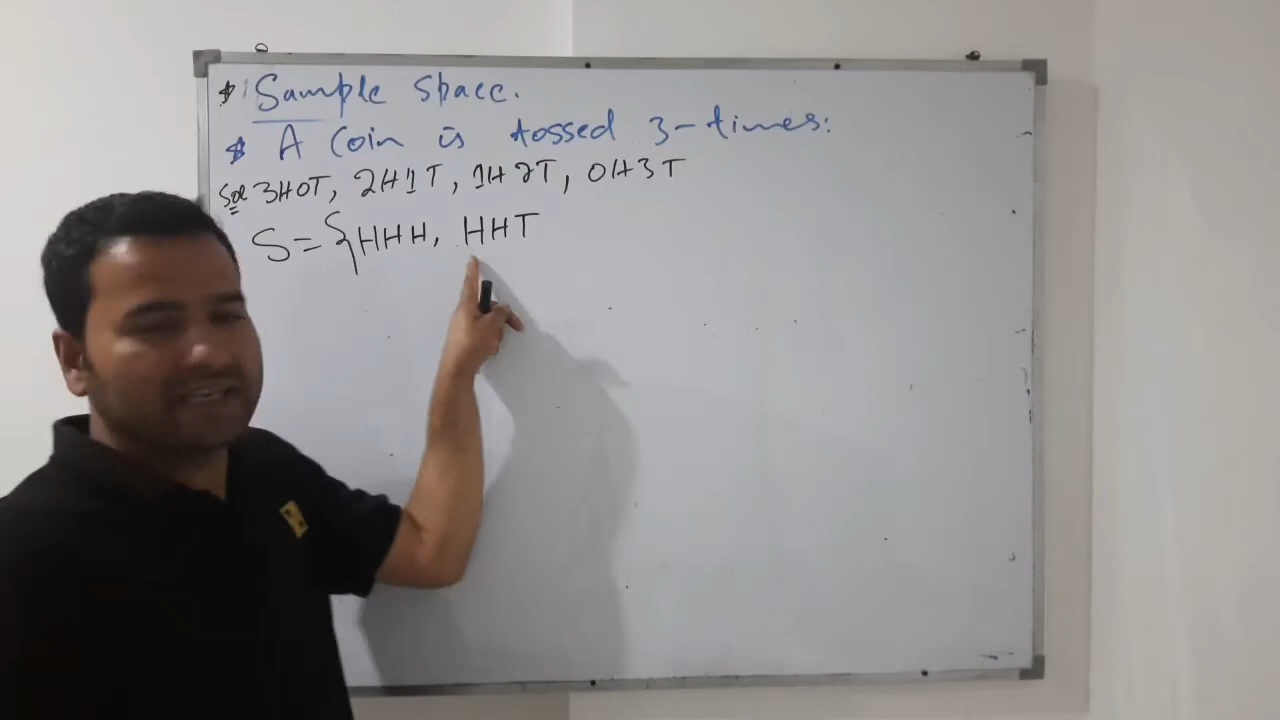 * Sample space.
* A Coin is tossed 3-times:
Sol 3H0T, 2H1T, 1H2T, 0H3T
S={HHH, HHT